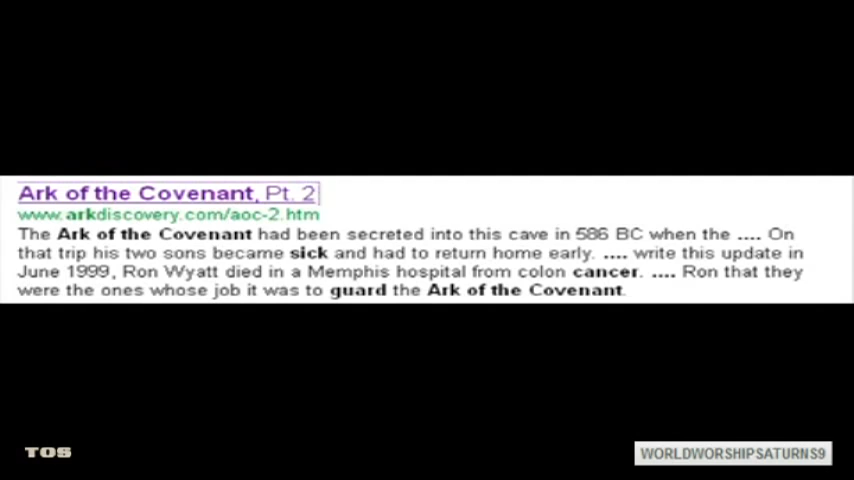 Ark of the Covenant, Pt. 2
www.arkdiscovery.com/aoc-2.htm
The Ark of the Covenant had been secreted into this cave in 586 BC when the .... On
that trip his two sons became sick and had to return home early. .... write this update in
June 1999, Ron Wyatt died in a Memphis hospital from colon cancer. .... Ron that they
were the ones whose job it was to guard the Ark of the Covenant.
TOS
WORLDWORSHIPSATURNS9